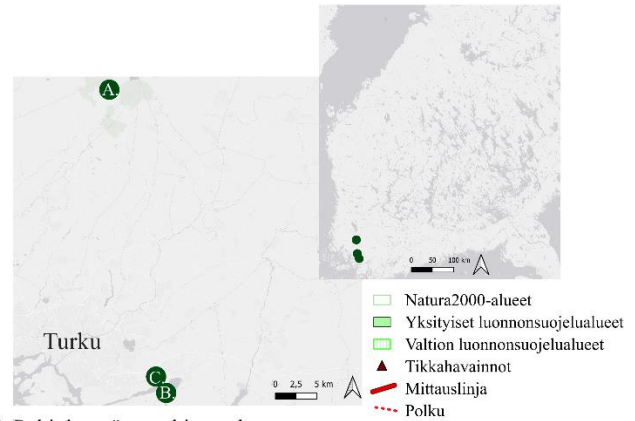 A.
Turku
C.
B.
0 2,5 5 km
0 50 100 km
Natura2000-alueet
Yksityiset luonnonsuojelualueet
Valtion luonnonsuojelualueet
Tikkahavainnot
Mittauslinja
Polku